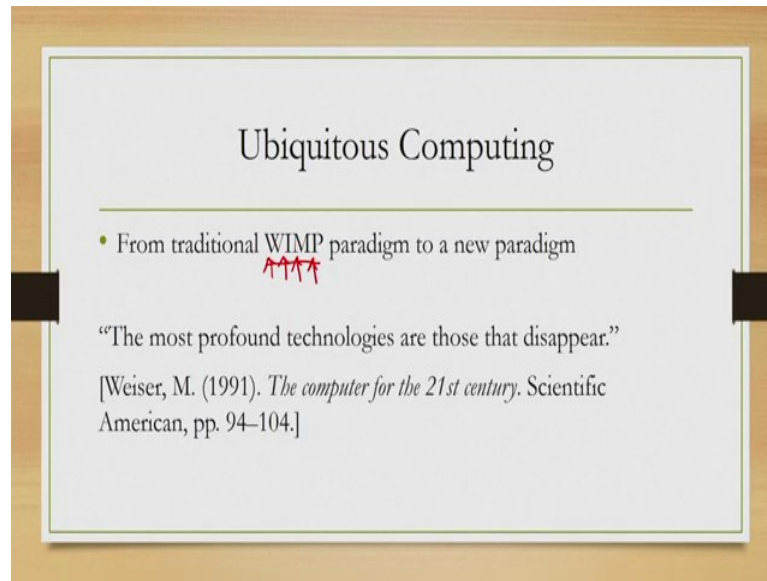 Ubiquitous Computing
• From traditional WIMP paradigm to a new paradigm
“The most profound technologies are those that disappear.”
[Weiser, M. (1991). The computer for the 21st century. Scientific
American, pp. 94–104.]